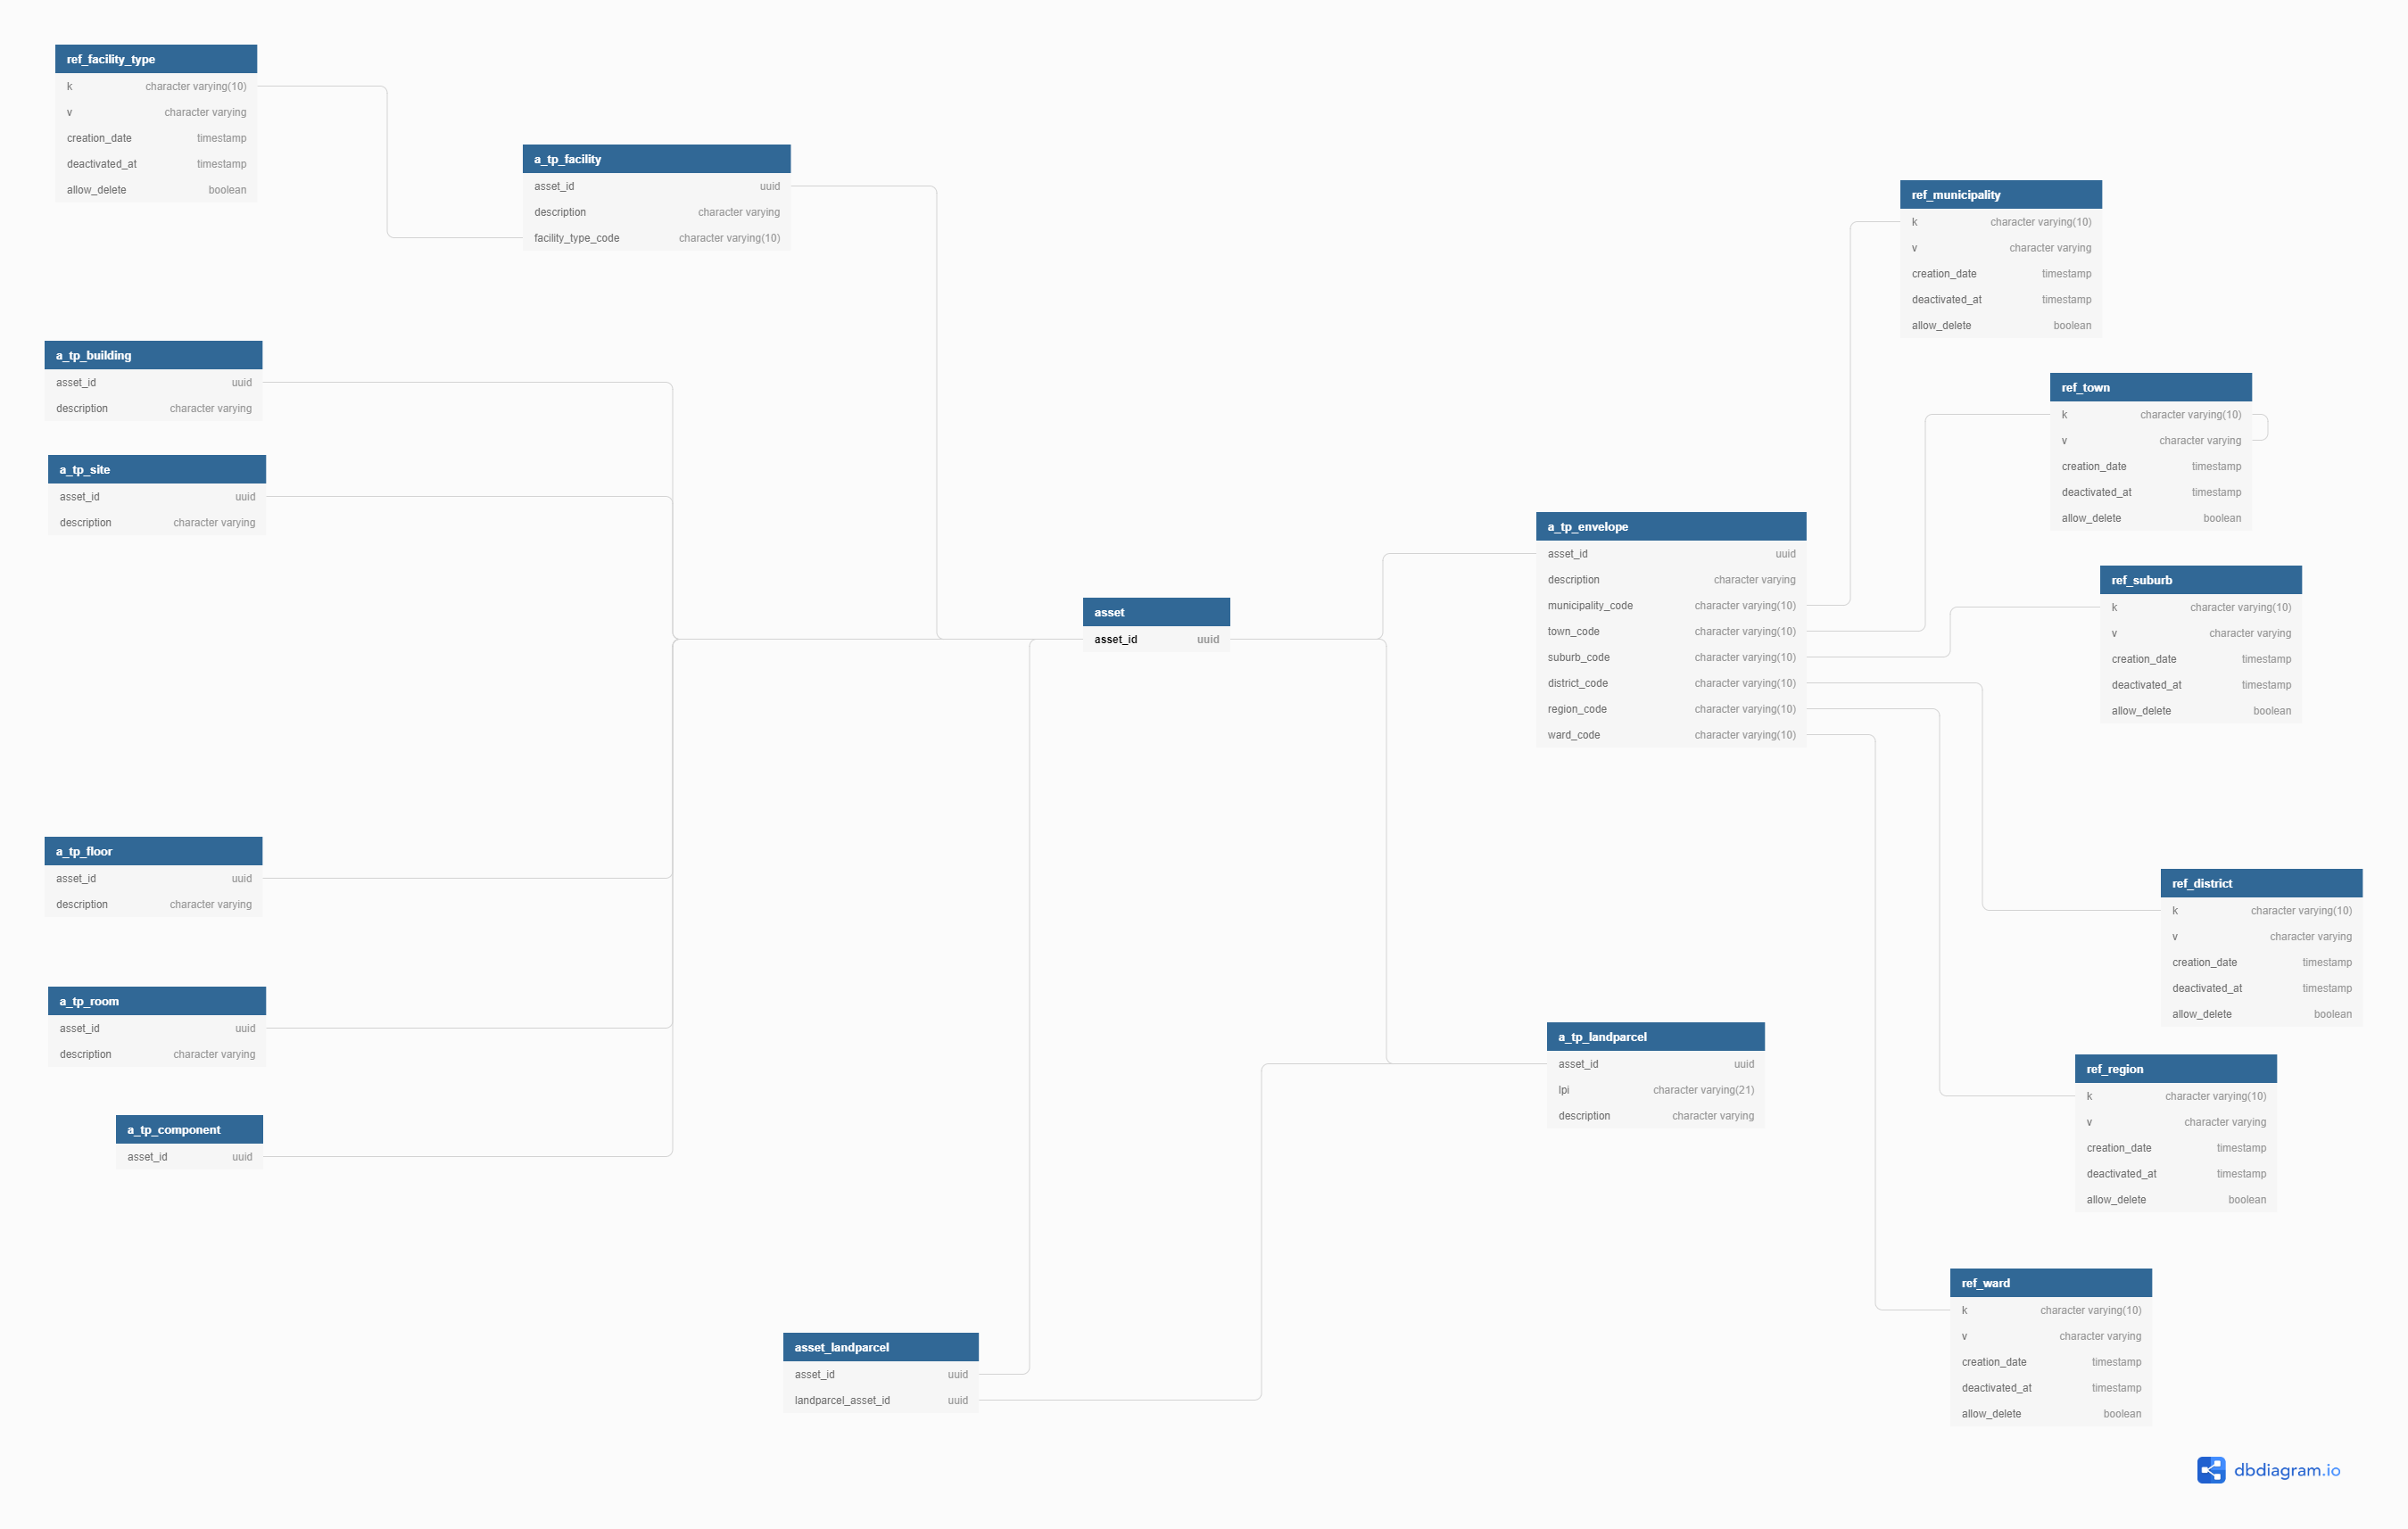 ref_facility_type
k character varying(10)
v character varying
creation_date timestamp
deactivated_at timestamp
allow_delete boolean
a_tp_facility
asset_id uuid
description character varying
facility_type_code character varying(10)
a_tp_building
asset_id uuid
description character varying
a_tp_site
asset_id uuid
description character varying
a_tp_floor
asset_id uuid
description character varying
a_tp_room
asset_id uuid
description character varying
a_tp_component
asset_id uuid
asset
asset_id uuid
asset_landparcel
asset_id uuid
landparcel_asset_id uuid
a_tp_envelope
asset_id uuid
description character varying
municipality_code character varying(10)
town_code character varying(10)
suburb_code character varying(10)
district_code character varying(10)
region_code character varying(10)
ward_code character varying(10)
a_tp_landparcel
asset_id uuid
lpi character varying(21)
description character varying
ref_municipality
k character varying(10)
v character varying
creation_date timestamp
deactivated_at timestamp
allow_delete boolean
ref_town
k character varying(10)
v character varying
creation_date timestamp
deactivated_at timestamp
allow_delete boolean
ref_suburb
k character varying(10)
v character varying
creation_date timestamp
deactivated_at timestamp
allow_delete boolean
ref_district
k character varying(10)
v character varying
creation_date timestamp
deactivated_at timestamp
allow_delete boolean
ref_region
k character varying(10)
v character varying
creation_date timestamp
deactivated_at timestamp
allow_delete boolean
ref_ward
k character varying(10)
v character varying
creation_date timestamp
deactivated_at timestamp
allow_delete boolean
dbdiagram.io